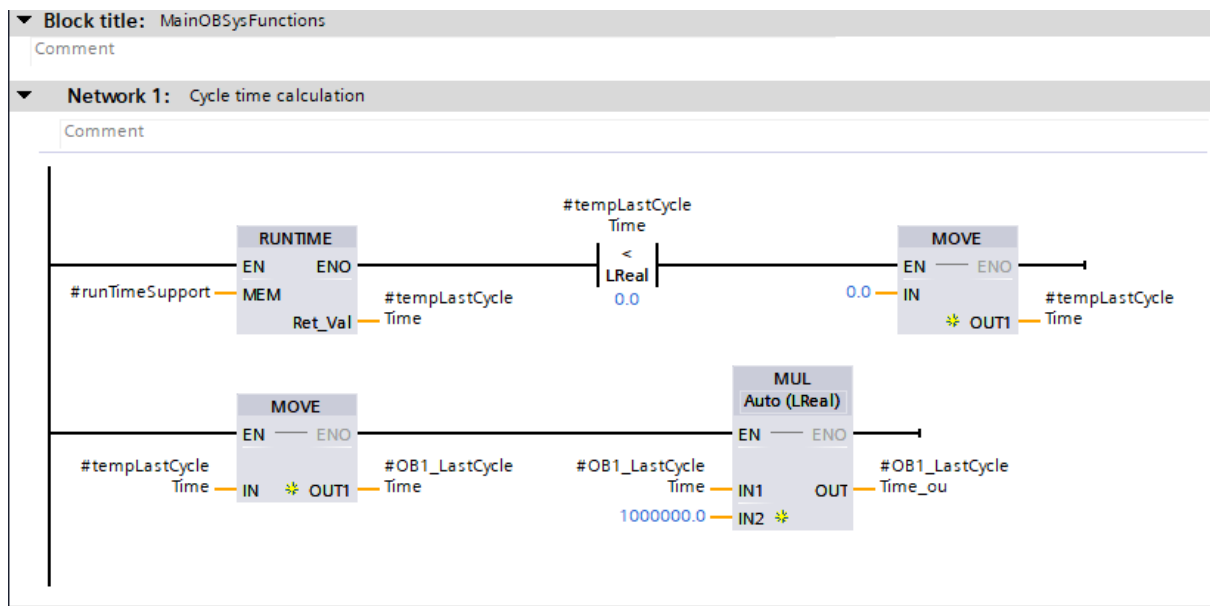 Block title: MainOBSysFunctions
Comment
Network 1: Cycle time calculation
Comment
#tempLastCycle
Time
RUNTIME
MOVE
<
EN ENO
LReal
EN ENO
#runTimeSupport MEM
#tempLastCycle
0.0
0.0 IN
#tempLastCycle
Ret_Val Time
OUT1 Time
MUL
MOVE
Auto (LReal)
EN ENO
EN ENO
#tempLastCycle
#OB1_LastCycle
#OB1_LastCycle
#OB1_LastCycle
Time IN OUT1 Time
Time IN1 OUT Time_ou
1000000.0 IN2